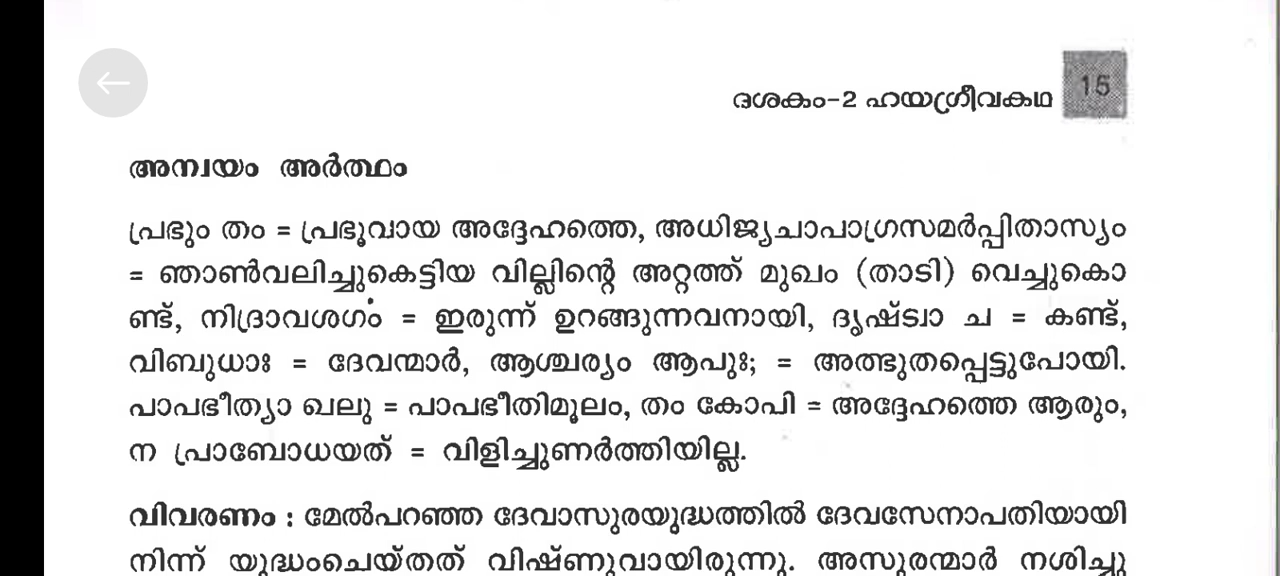 ദശകം-2 ഹയഗ്രീവകഥ 15
അന്വയം അർത്ഥം
പ്രഭും തം = പ്രഭുവായ അദ്ദേഹത്തെ, അധിജ്യചാപാഗ്രസമർപ്പിതാസ്യം
= ഞാൺവലിച്ചുകെട്ടിയ വില്ലിന്റെ അറ്റത്ത് മുഖം (താടി) വെച്ചുകൊ
ണ്ട്, നിദ്രാവശഗം = ഇരുന്ന് ഉറങ്ങുന്നവനായി, ദൃഷ്ട്വാ ച = കണ്ട്,
വിബുധാഃ = ദേവന്മാർ, ആശ്ചര്യം ആപുഃ; = അത്ഭുതപ്പെട്ടുപോയി.
പാപഭീത്യാ ഖലു = പാപഭീതിമൂലം, തം കോപി = അദ്ദേഹത്തെ ആരും,
ന പ്രാബോധയത് = വിളിച്ചുണർത്തിയില്ല.
വിവരണം : മേൽപറഞ്ഞ ദേവാസുരയുദ്ധത്തിൽ ദേവസേനാപതിയായി
നിന്ന് യുദ്ധംചെയ്തത് വിഷ്ണുവായിരുന്നു. അസുരന്മാർ നശിച്ചു